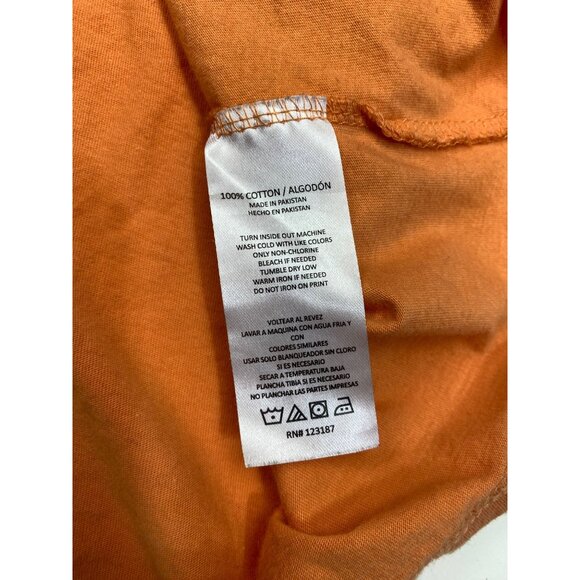 100% COTTON / ALGODÓN
MADE IN PAKISTAN
HECHO EN PAKISTAN
TURN INSIDE OUT MACHINE
WASH COLD WITH LIKE COLORS
ONLY NON-CHLORINE
BLEACH IF NEEDED
TUMBLE DRY LOW
WARM IRON IF NEEDED
DO NOT IRON ON PRINT
VOLTEAR AL REVEZ
LAVAR A MAQUINA CON AGUA FRIA Y
CON
COLORES SIMILARES
USAR SOLO BLANQUEADOR SIN CLORO
SI ES NECESARIO
SECAR A TEMPERATURA BAJA
PLANCHA TIBIA SI ES NECESARIO
NO PLANCHAR LAS PARTES IMPRESAS
RN# 123187